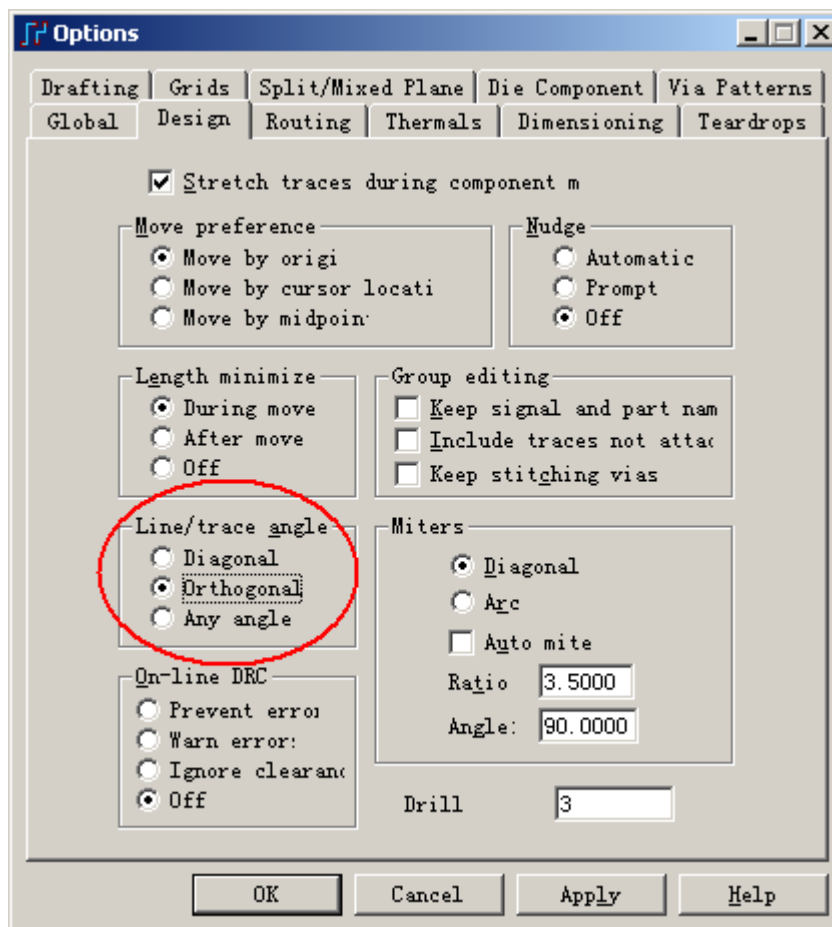 Options
Drafting Grids Split/Mixed Plane Die Component Via Patterns
Global Design Routing Thermals Dimensioning Teardrops
Stretch traces during component m
Move preference
Move by origi
Move by cursor locati
Move by midpoin
Nudge
Automatic
Prompt
Off
Length minimize
During move
After move
Off
Group editing
Keep signal and part nam
Include traces not attac
Keep stitching vias
Line/trace angle
Diagonal
Orthogonal
Any angle
Miters
Diagonal
Arc
Auto mite
Ratio 3.5000
Angle: 90.0000
On-line DRC
Prevent error
Warn error:
Ignore clearanc
Off
Drill 3
OK Cancel Apply Help